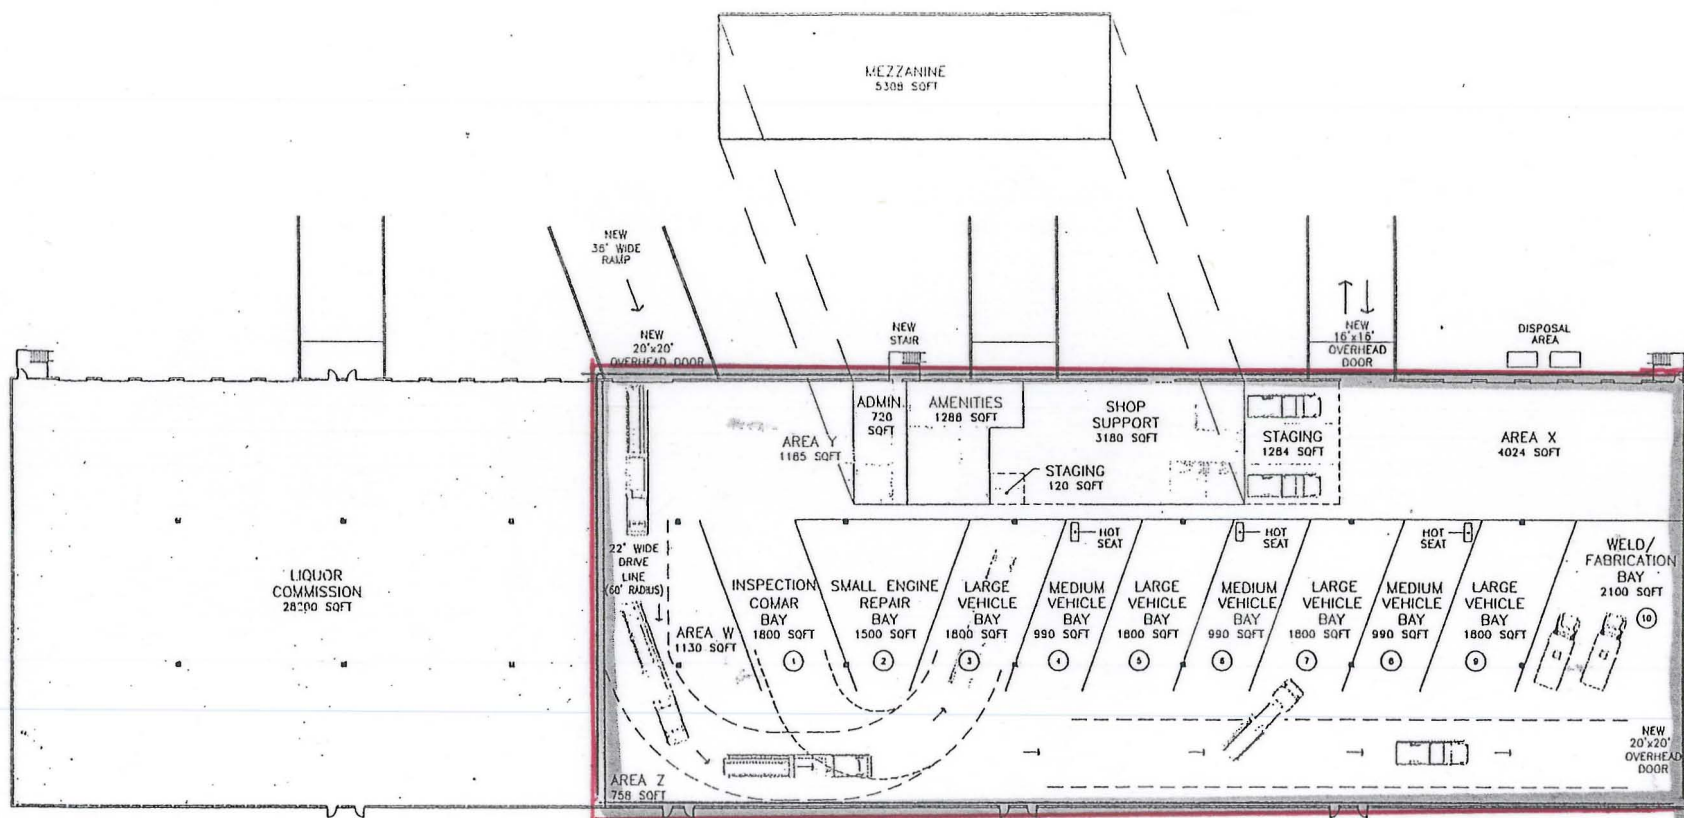 MEZZANINE
5308 SQFT
NEW
36' WIDE
RAMP
NEW
20'x20'
OVERHEAD DOOR
NEW
STAIR
NEW
16'x16'
OVERHEAD
DOOR
DISPOSAL
AREA
ADMIN.
720
SQFT
AMENITIES
1288 SQFT
SHOP
SUPPORT
3180 SQFT
AREA Y
1185 SQFT
STAGING
120 SQFT
STAGING
1284 SQFT
AREA X
4024 SQFT
LIQUOR
COMMISSION
28200 SQFT
22' WIDE
DRIVE
LINE
(60' RADIUS)
AREA W
1130 SQFT
INSPECTION
COMAR
BAY
1800 SQFT
1
SMALL ENGINE
REPAIR
BAY
1500 SQFT
2
LARGE
VEHICLE
BAY
1800 SQFT
3
HOT
SEAT
MEDIUM
VEHICLE
BAY
990 SQFT
4
LARGE
VEHICLE
BAY
1800 SQFT
5
HOT
SEAT
MEDIUM
VEHICLE
BAY
990 SQFT
6
LARGE
VEHICLE
BAY
1800 SQFT
7
HOT
SEAT
MEDIUM
VEHICLE
BAY
990 SQFT
8
LARGE
VEHICLE
BAY
1800 SQFT
9
WELD/
FABRICATION
BAY
2100 SQFT
10
AREA Z
758 SQFT
NEW
20'x20'
OVERHEAD
DOOR